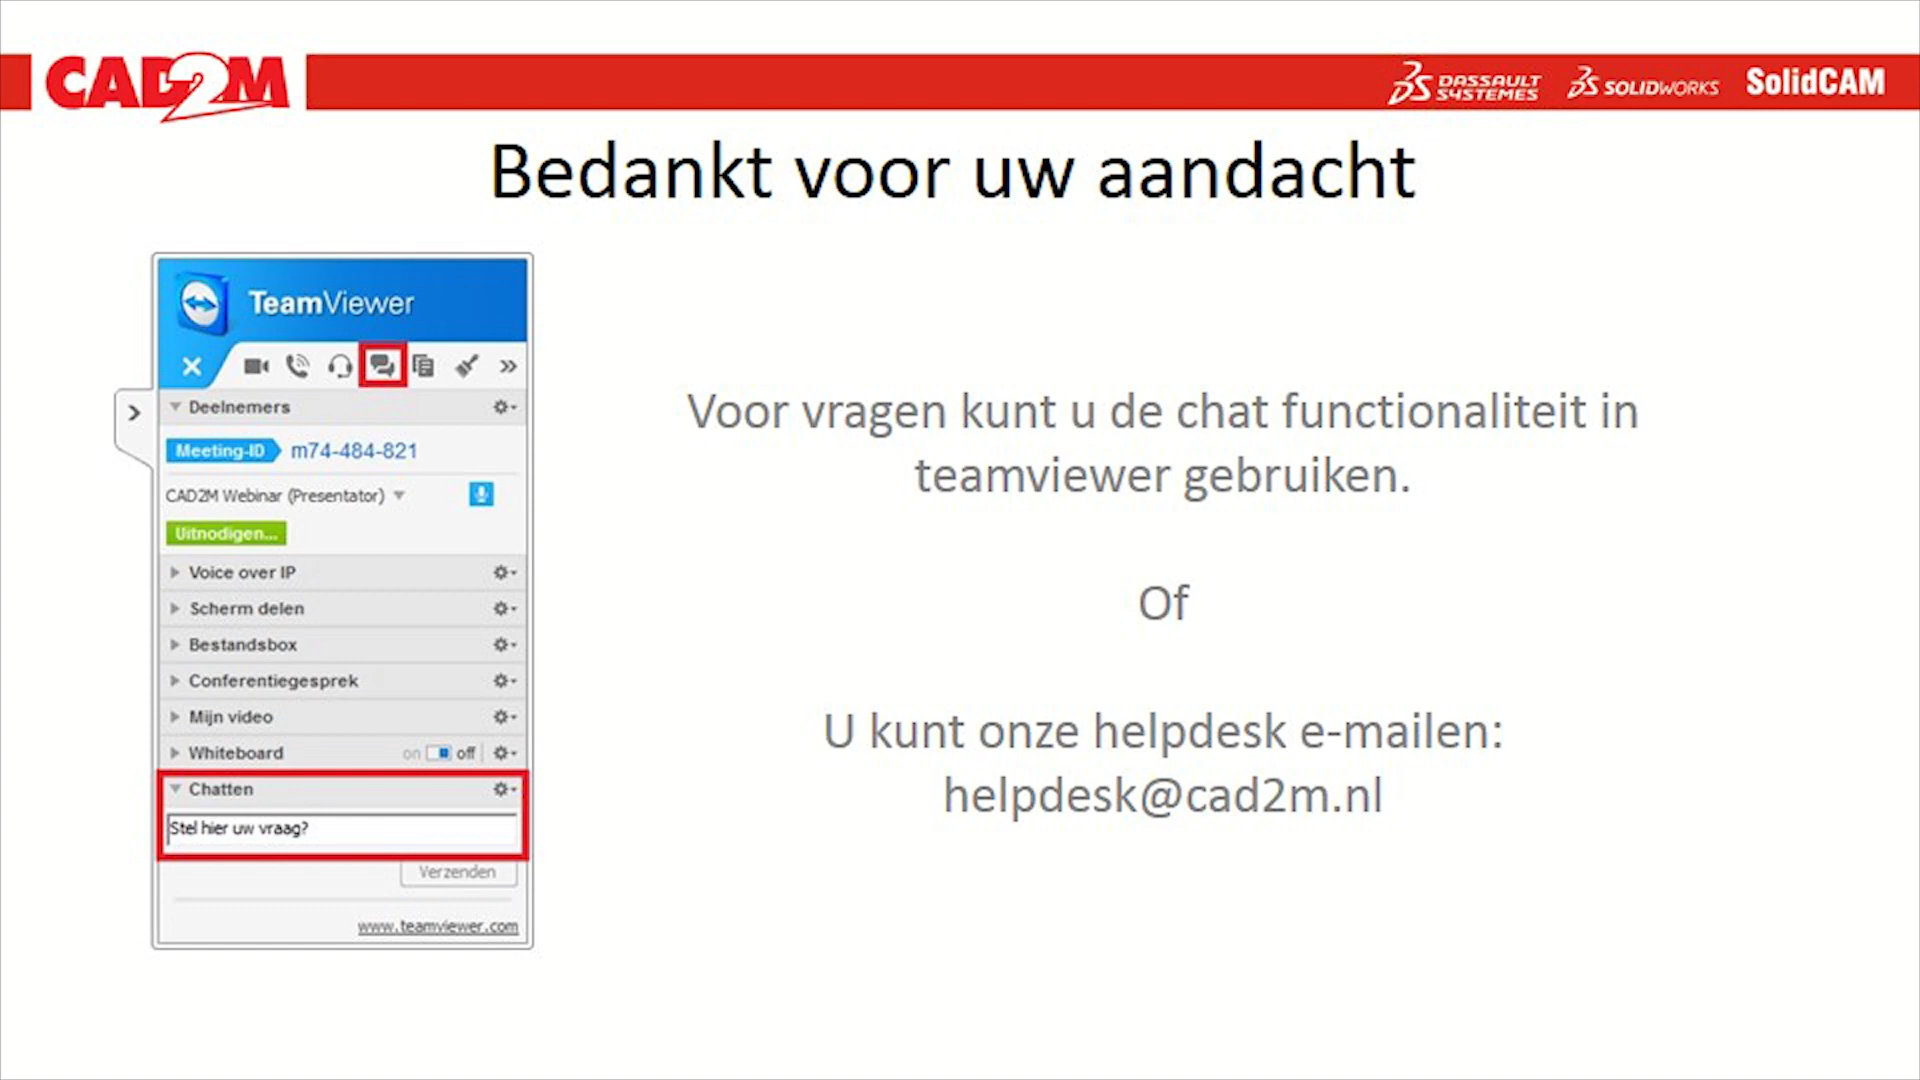 CAD2M
DASSAULT SYSTEMES
SOLIDWORKS
SolidCAM
Bedankt voor uw aandacht
TeamViewer
Deelnemers
Meeting-ID m74-484-821
CAD2M Webinar (Presentator)
Uitnodigen...
Voice over IP
Scherm delen
Bestandsbox
Conferentiegesprek
Mijn video
Whiteboard on off
Chatten
Stel hier uw vraag?
Verzenden
www.teamviewer.com
Voor vragen kunt u de chat functionaliteit in
teamviewer gebruiken.
Of
U kunt onze helpdesk e-mailen:
helpdesk@cad2m.nl